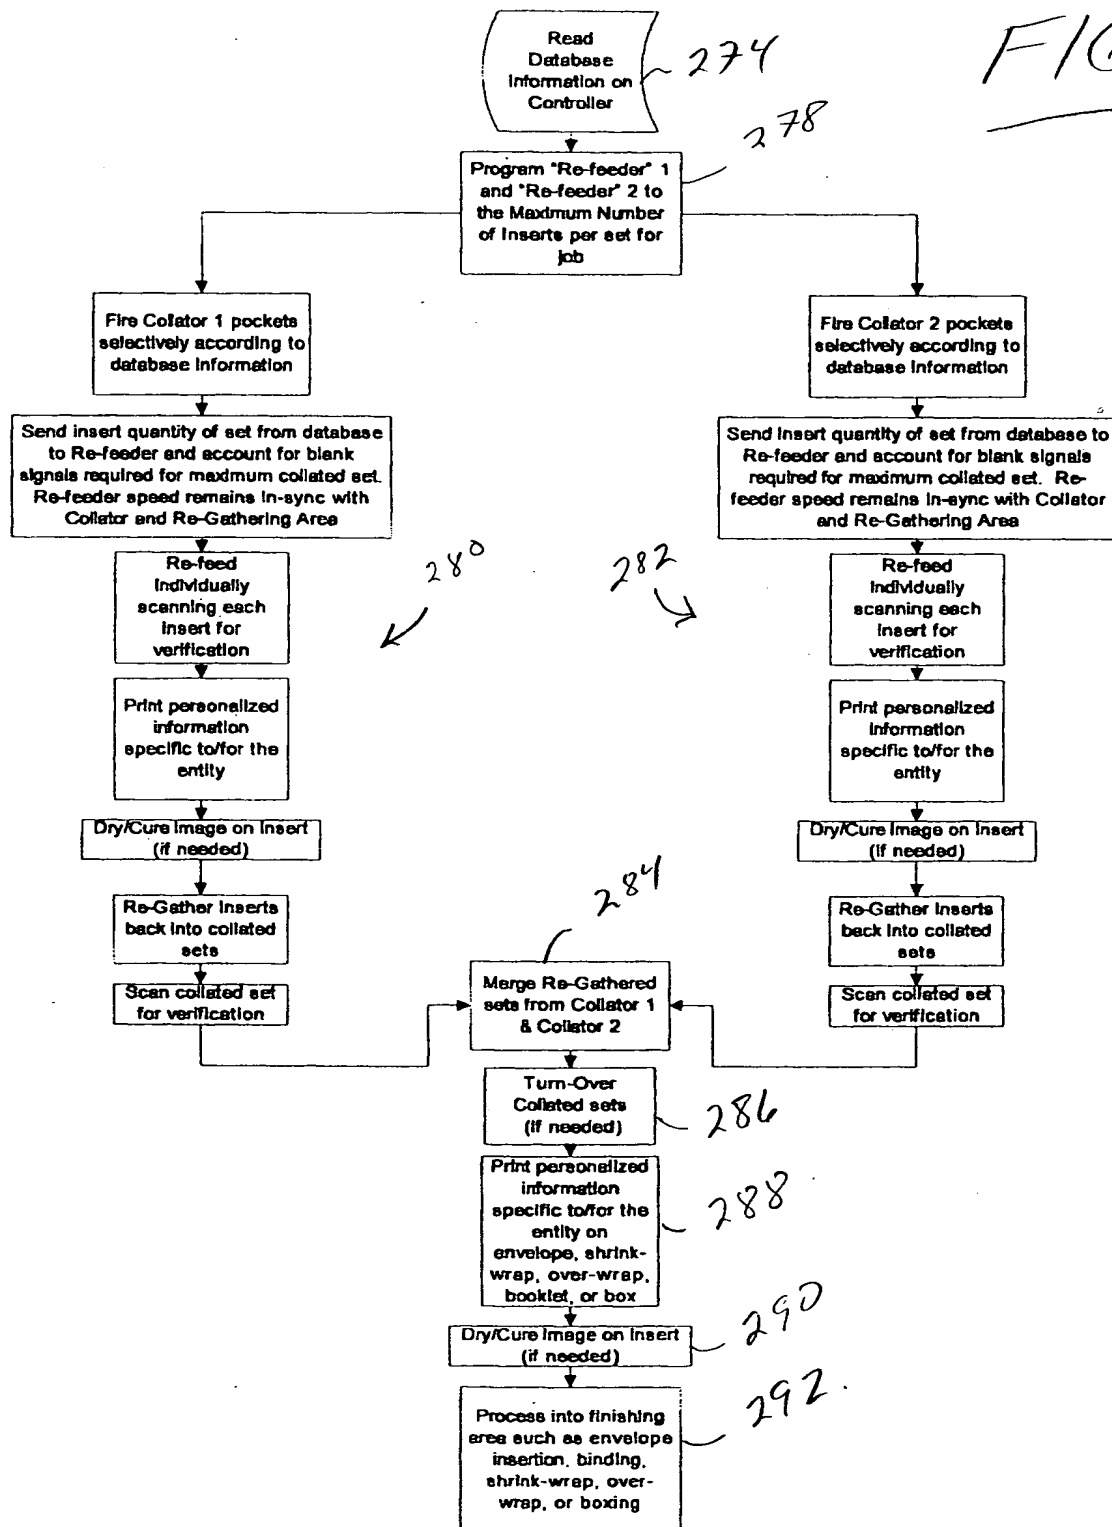 Read
Database
Information on
Controller
274
FIG
278
Program "Re-feeder" 1
and "Re-feeder" 2 to
the Maximum Number
of Inserts per set for
job
Fire Collator 1 pockets
selectively according to
database Information
Send insert quantity of set from database
to Re-feeder and account for blank
signals required for maximum collated set.
Re-feeder speed remains In-sync with
Collator and Re-Gathering Area
Re-feed
Individually
scanning each
Insert for
verification
280
Print personalized
information
specific to/for the
entity
Dry/Cure Image on Insert
(if needed)
Re-Gather Inserts
back into collated
sets
Scan collated set
for verification
Fire Collator 2 pockets
selectively according to
database Information
Send Insert quantity of set from database to
Re-feeder and account for blank signals
required for maximum collated set. Re-
feeder speed remains In-sync with Collator
and Re-Gathering Area
282
Re-feed
Individually
scanning each
Insert for
verification
Print personalized
Information
specific to/for the
entity
Dry/Cure Image on Insert
(If needed)
Re-Gather Inserts
back Into collated
sets
Scan collated set
for verification
284
Merge Re-Gathered
sets from Collator 1
& Collator 2
Turn-Over
Collated sets
(If needed)
286
Print personalized
information
specific to/for the
entity on
envelope, shrink-
wrap, over-wrap,
booklet, or box
288
Dry/Cure Image on Insert
(if needed)
290
Process into finishing
area such as envelope
insertion, binding,
shrink-wrap, over-
wrap, or boxing
292.